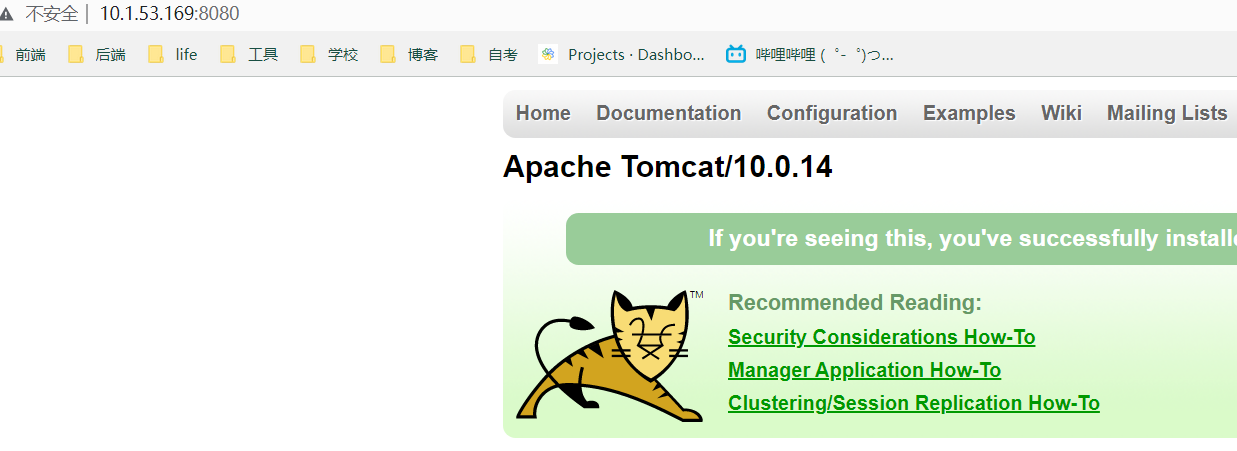 不安全 | 10.1.53.169:8080
前端 后端 life 工具 学校 博客 自考 Projects · Dashbo... 哔哩哔哩 (゜-゜)つ...
Home Documentation Configuration Examples Wiki Mailing Lists
Apache Tomcat/10.0.14
If you're seeing this, you've successfully installe
TM
Recommended Reading:
Security Considerations How-To
Manager Application How-To
Clustering/Session Replication How-To